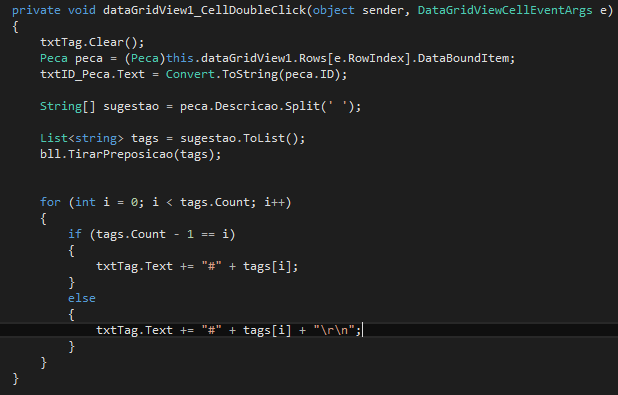 private void dataGridView1_CellDoubleClick(object sender, DataGridViewCellEventArgs e)
{
txtTag.Clear();
Peca peca = (Peca)this.dataGridView1.Rows[e.RowIndex].DataBoundItem;
txtID_Peca.Text = Convert.ToString(peca.ID);
String[] sugestao = peca.Descricao.Split(' ');
List<string> tags = sugestao.ToList();
bll.TirarPreposicao(tags);
for (int i = 0; i < tags.Count; i++)
{
if (tags.Count - 1 == i)
{
txtTag.Text += "#" + tags[i];
}
else
{
txtTag.Text += "#" + tags[i] + "\r\n";
}
}
}